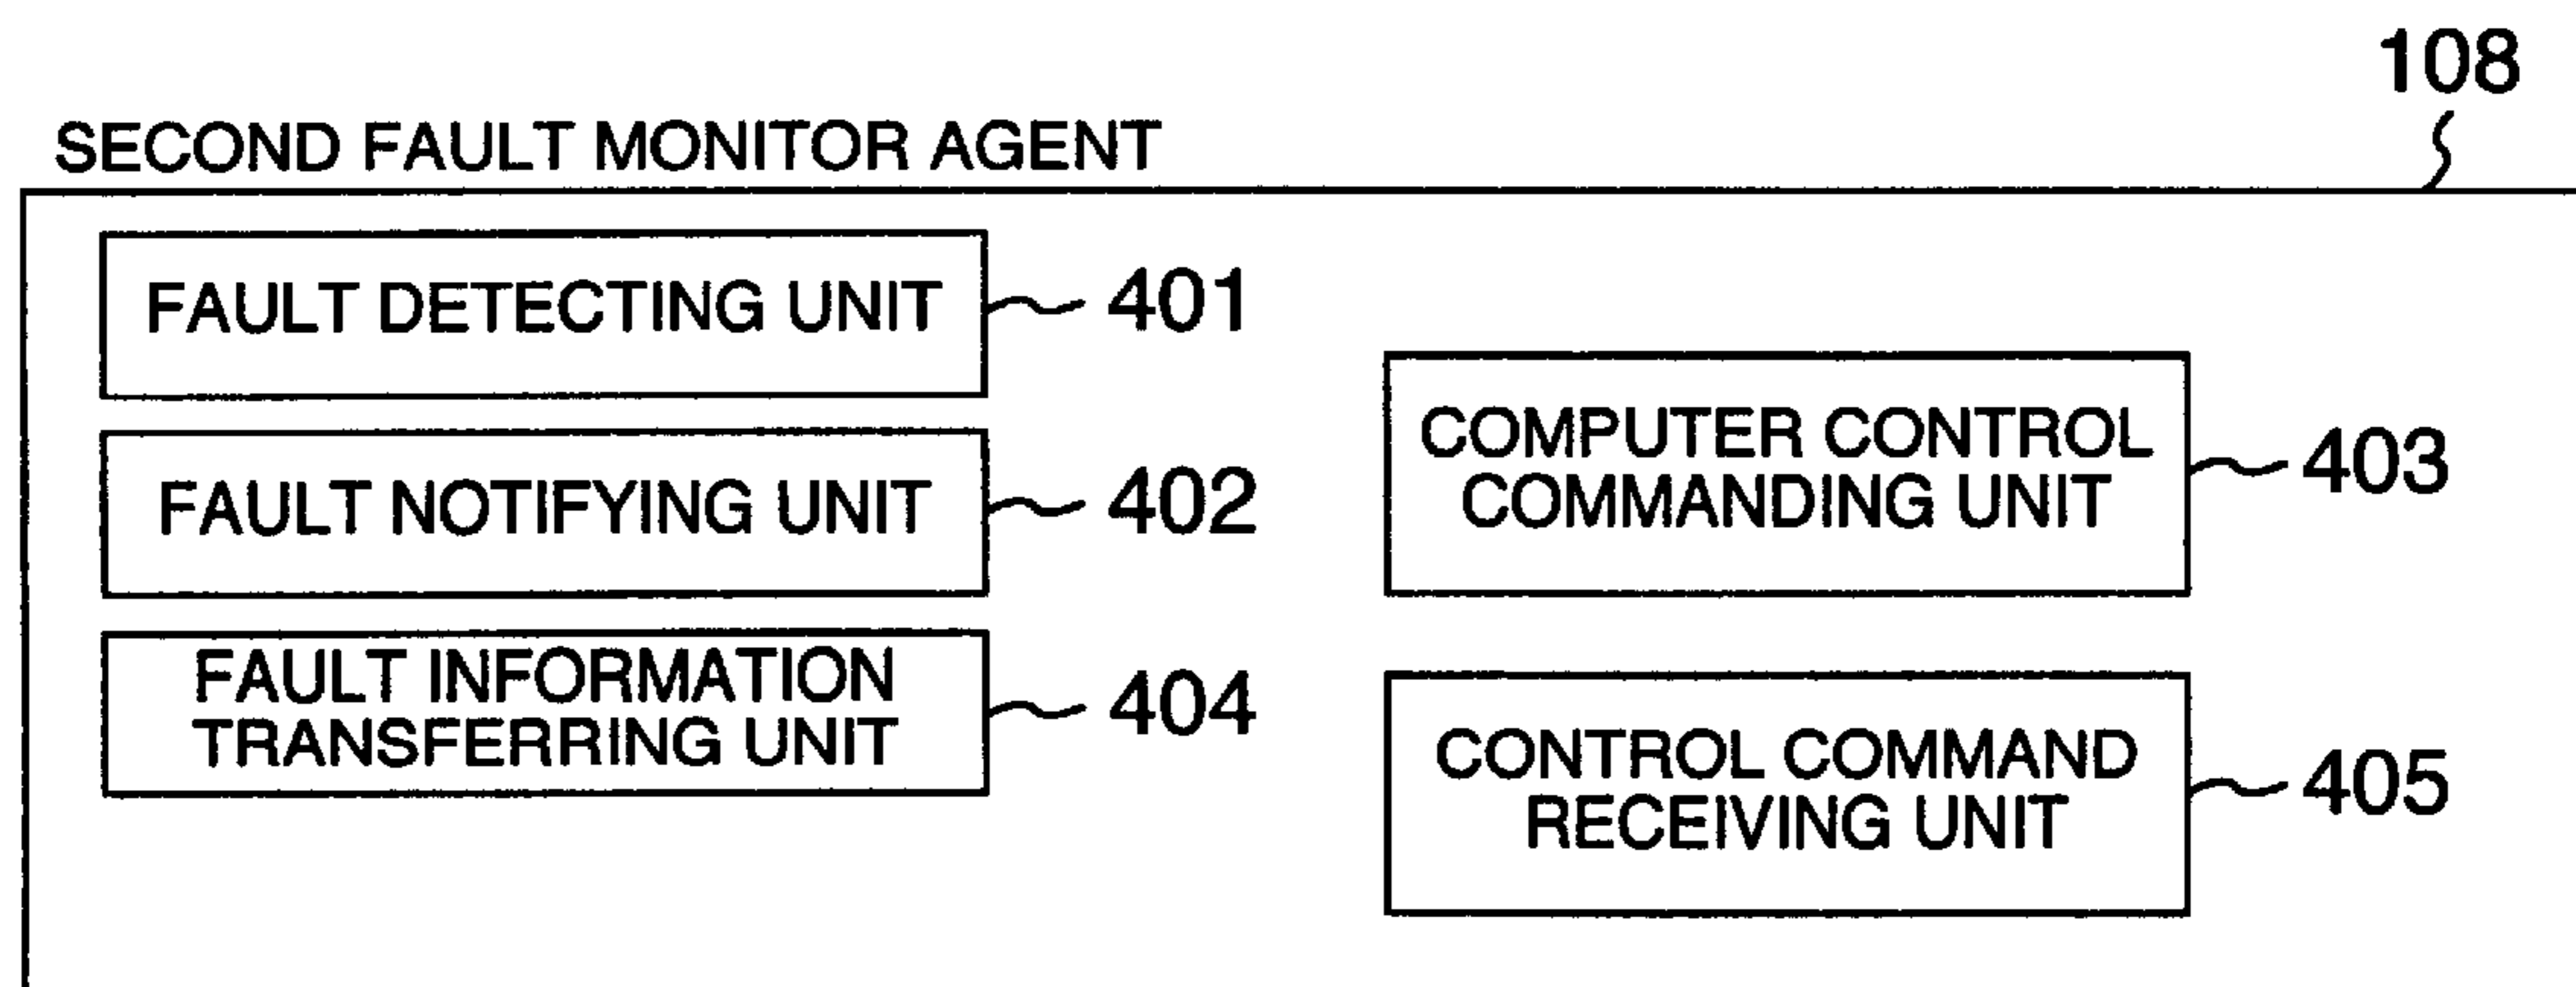 108
SECOND FAULT MONITOR AGENT
FAULT DETECTING UNIT
401
FAULT NOTIFYING UNIT
402
FAULT INFORMATION
TRANSFERRING UNIT
404
COMPUTER CONTROL
COMMANDING UNIT
403
CONTROL COMMAND
RECEIVING UNIT
405